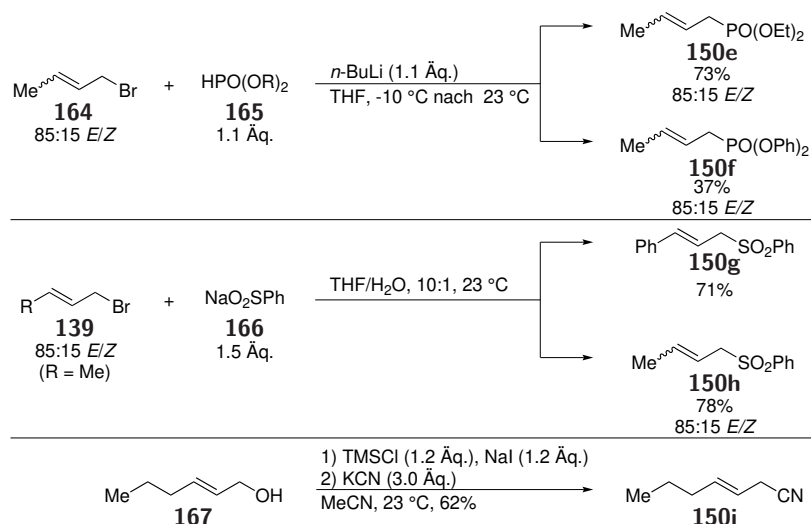 Me Br
164
85:15 E/Z
+
HPO(OR)2
165
1.1 Äq.
n-BuLi (1.1 Äq.)
THF, -10 °C nach 23 °C
Me PO(OEt)2
150e
73%
85:15 E/Z
Me PO(OPh)2
150f
37%
85:15 E/Z
R Br
139
85:15 E/Z
(R = Me)
+
NaO2SPh
166
1.5 Äq.
THF/H2O, 10:1, 23 °C
Ph SO2Ph
150g
71%
Me SO2Ph
150h
78%
85:15 E/Z
Me OH
167
1) TMSCl (1.2 Äq.), NaI (1.2 Äq.)
2) KCN (3.0 Äq.)
MeCN, 23 °C, 62%
Me CN
150i